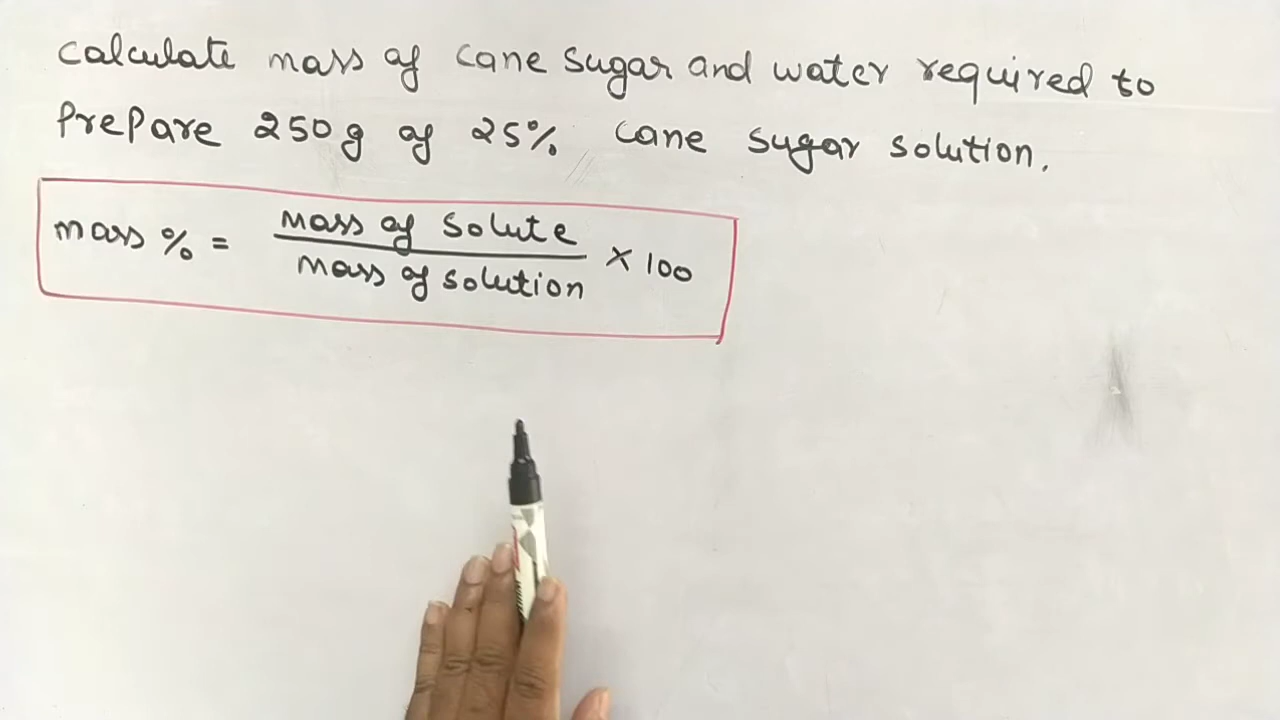 Calculate mass of cane sugar and water required to
Prepare 250g of 25% cane sugar solution.
mass % = mass of solute / mass of solution × 100